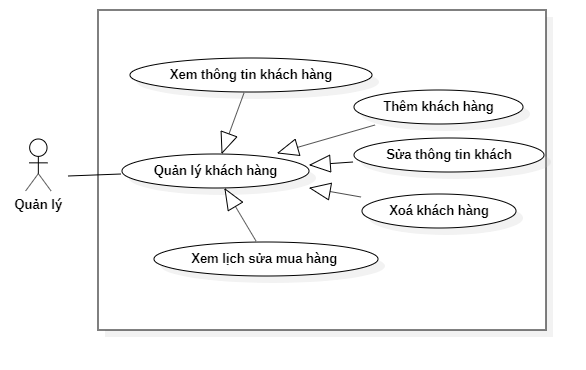 Xem thông tin khách hàng
Thêm khách hàng
Sửa thông tin khách
Quản lý khách hàng
Quản lý
Xoá khách hàng
Xem lịch sửa mua hàng